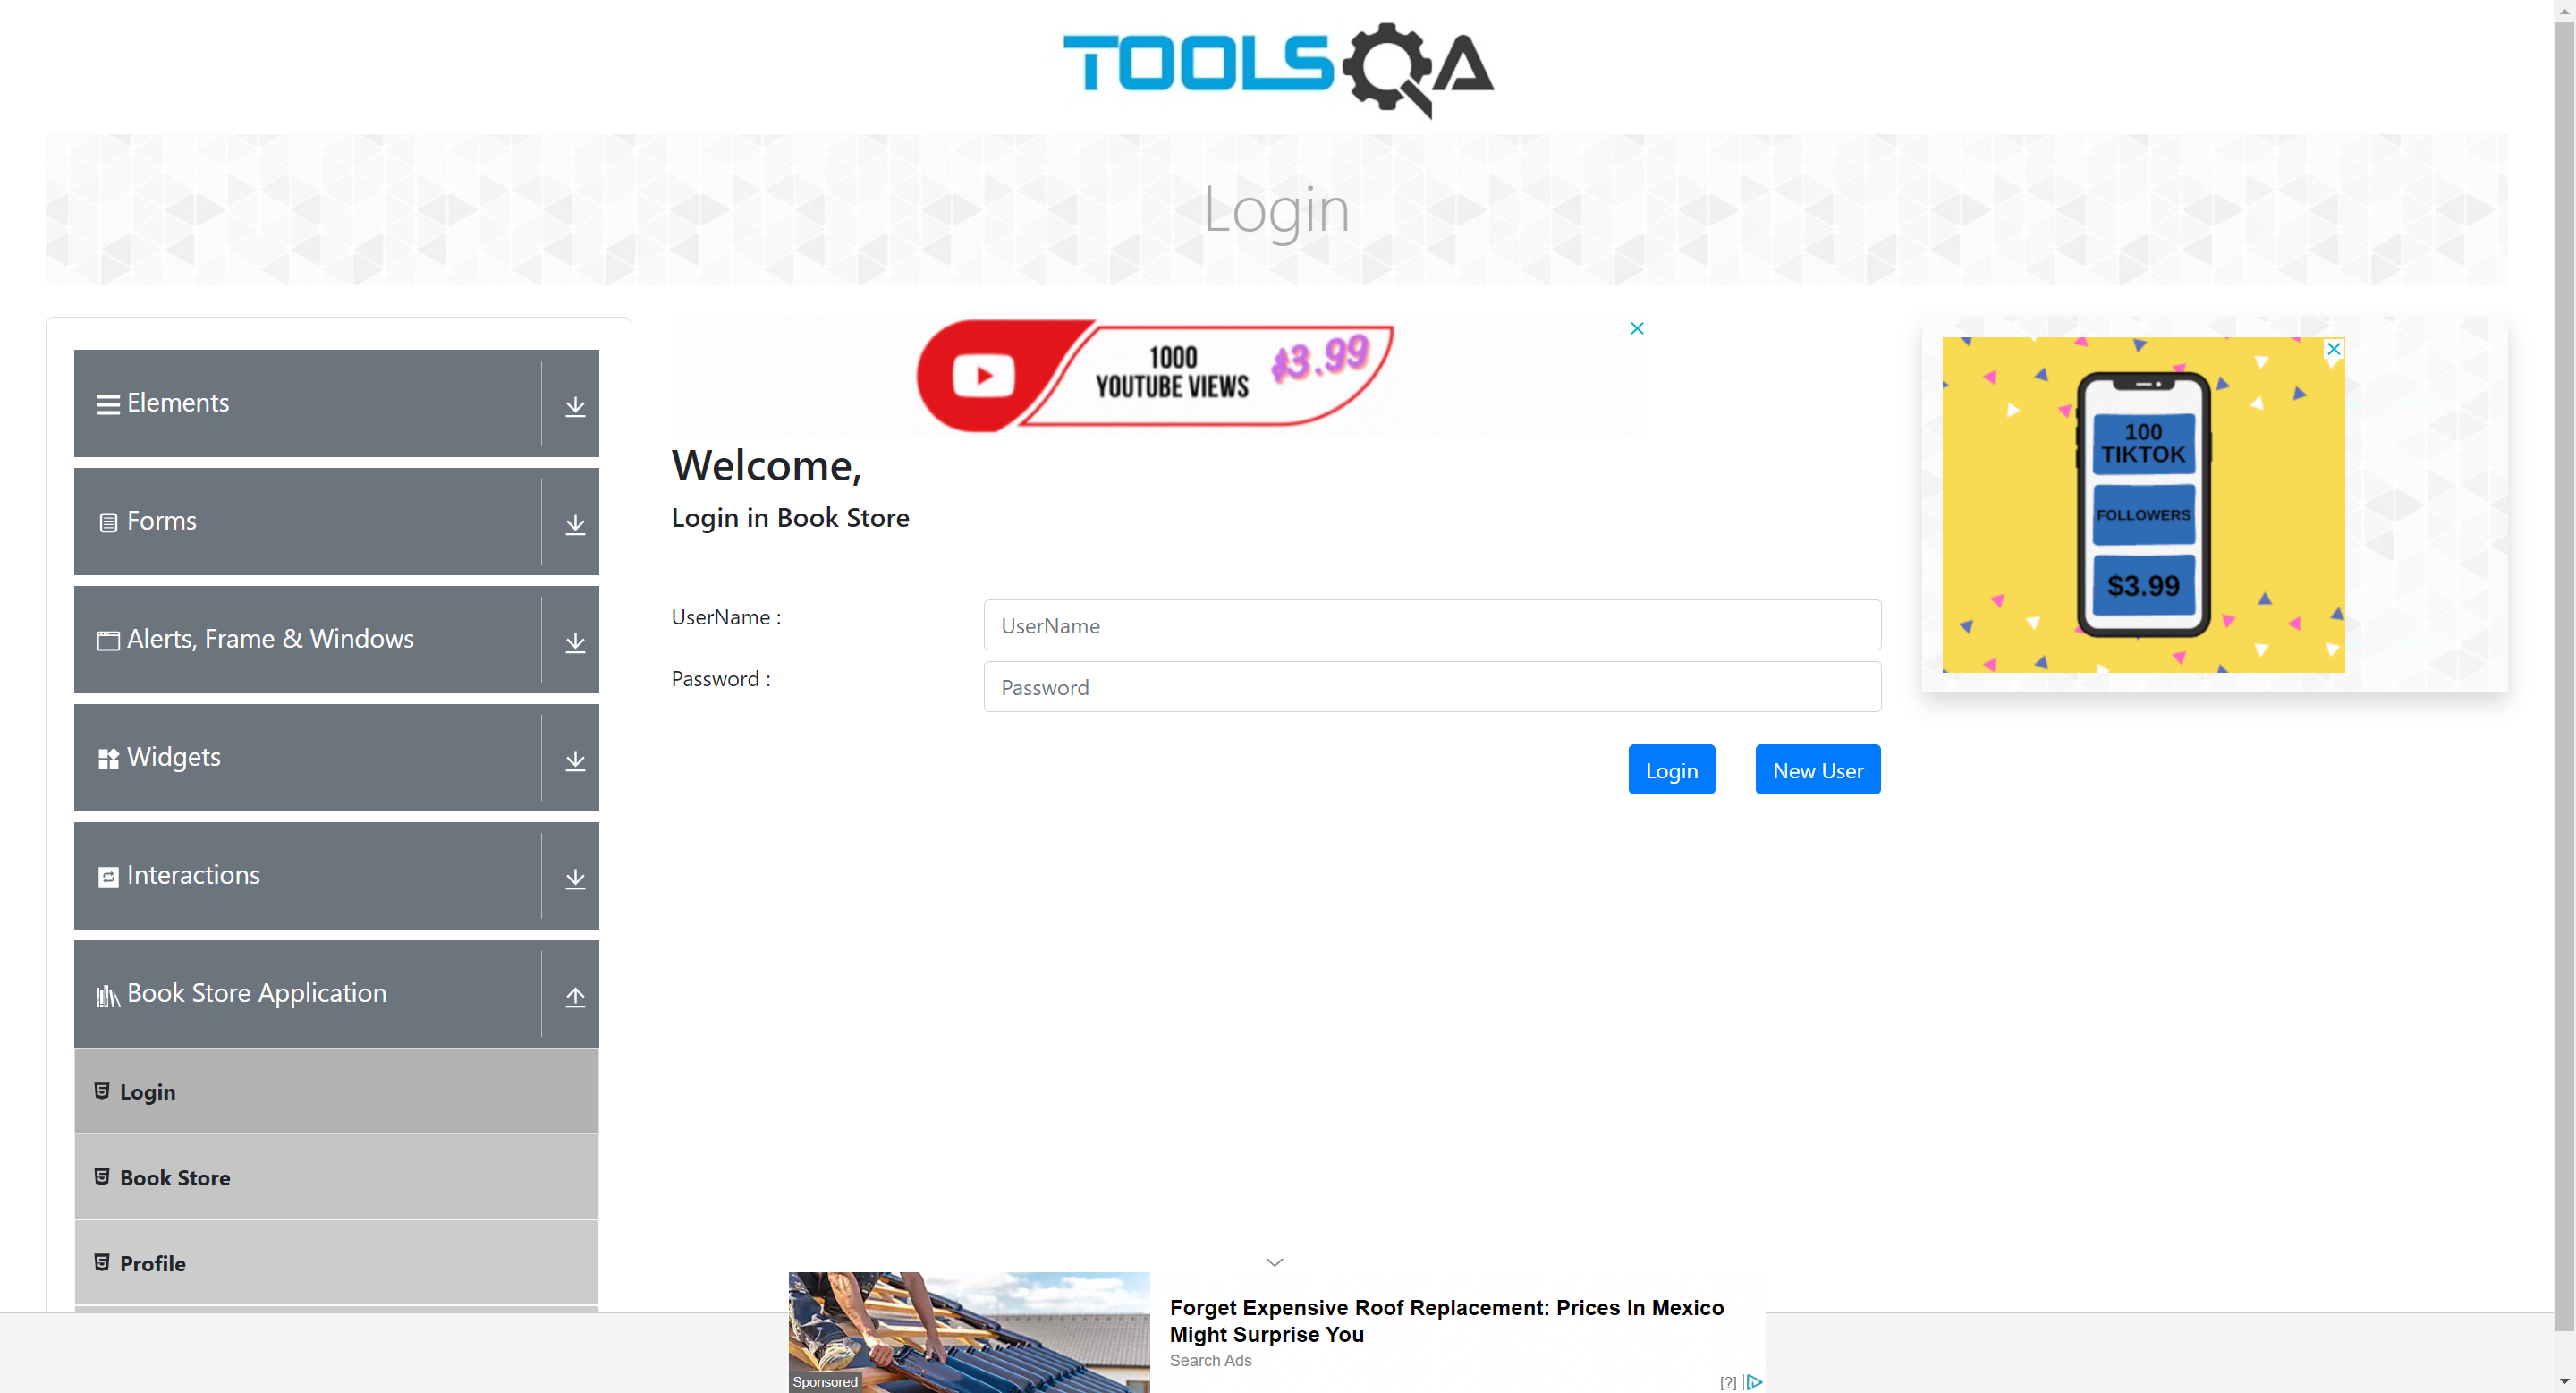 TOOLSQA
Login
Elements
Forms
Alerts, Frame & Windows
Widgets
Interactions
Book Store Application
Login
Book Store
Profile
1000
YOUTUBE VIEWS
$3.99
Welcome,
Login in Book Store
UserName :
UserName
Password :
Password
Login
New User
100
TIKTOK
FOLLOWERS
$3.99
Forget Expensive Roof Replacement: Prices In Mexico
Might Surprise You
Search Ads
Sponsored
[?]